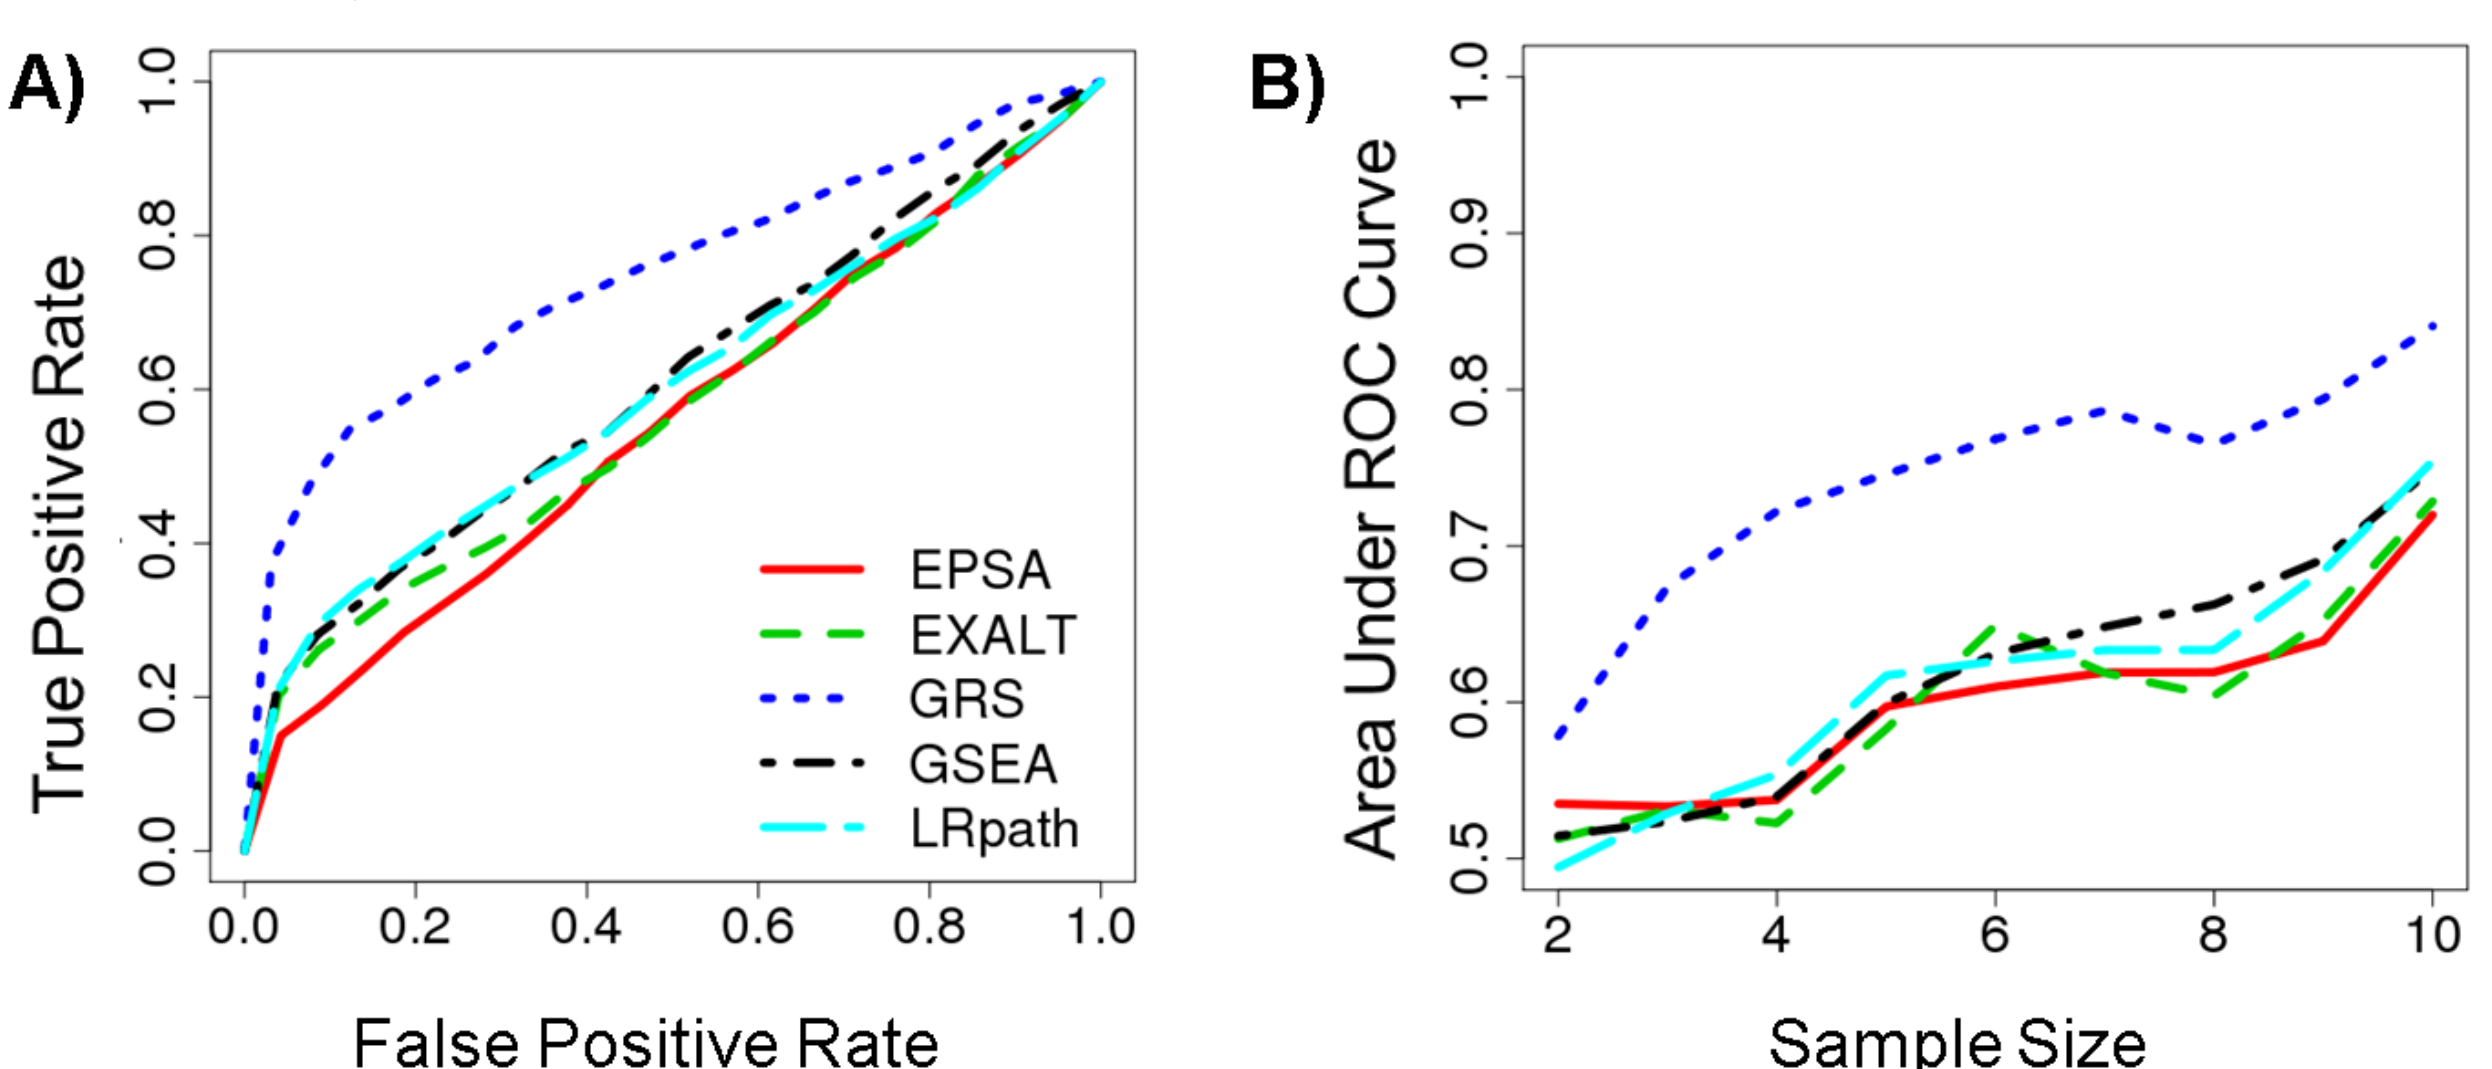 A)
True Positive Rate
1.0
0.8
0.6
0.4
0.2
0.0
EPSA
EXALT
GRS
GSEA
LRpath
0.0 0.2 0.4 0.6 0.8 1.0
False Positive Rate
B)
Area Under ROC Curve
1.0
0.9
0.8
0.7
0.6
0.5
2 4 6 8 10
Sample Size